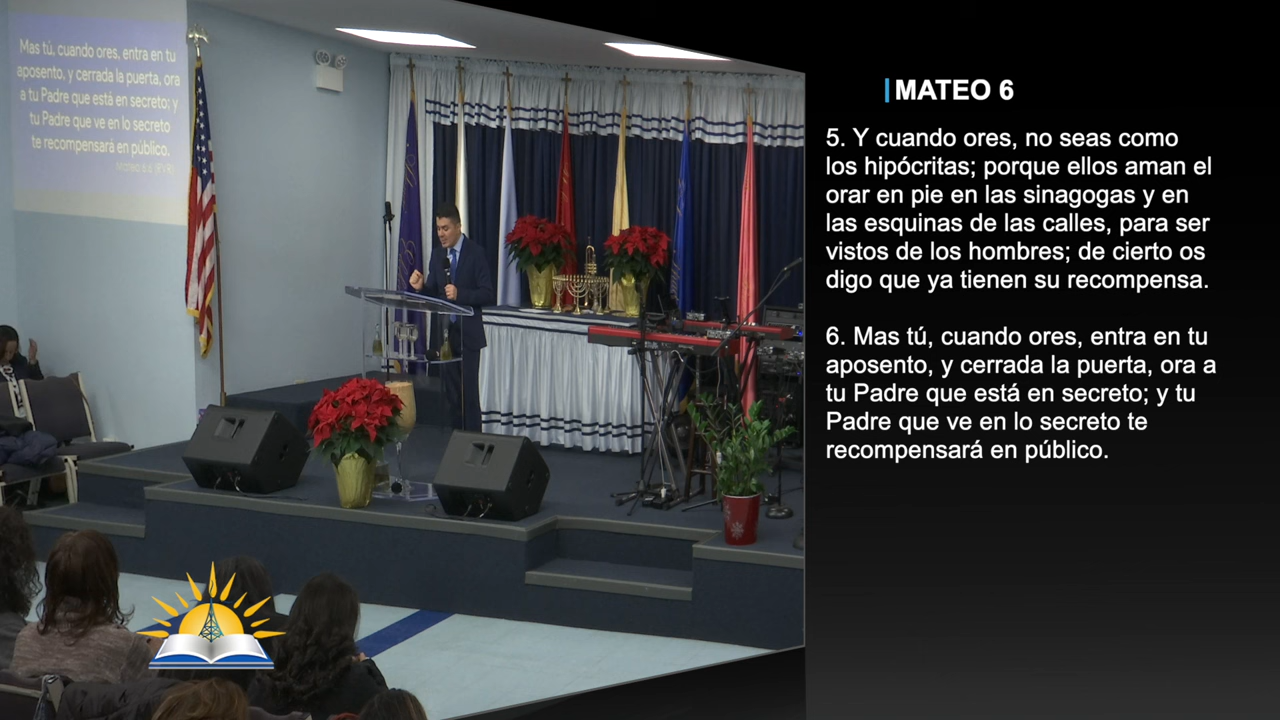 Mas tú, cuando ores, entra en tu
aposento, y cerrada la puerta, ora
a tu Padre que está en secreto; y
tu Padre que ve en lo secreto
te recompensará en público.
Mateo 6:6 (RVR)
MATEO 6
5. Y cuando ores, no seas como
los hipócritas; porque ellos aman el
orar en pie en las sinagogas y en
las esquinas de las calles, para ser
vistos de los hombres; de cierto os
digo que ya tienen su recompensa.
6. Mas tú, cuando ores, entra en tu
aposento, y cerrada la puerta, ora a
tu Padre que está en secreto; y tu
Padre que ve en lo secreto te
recompensará en público.